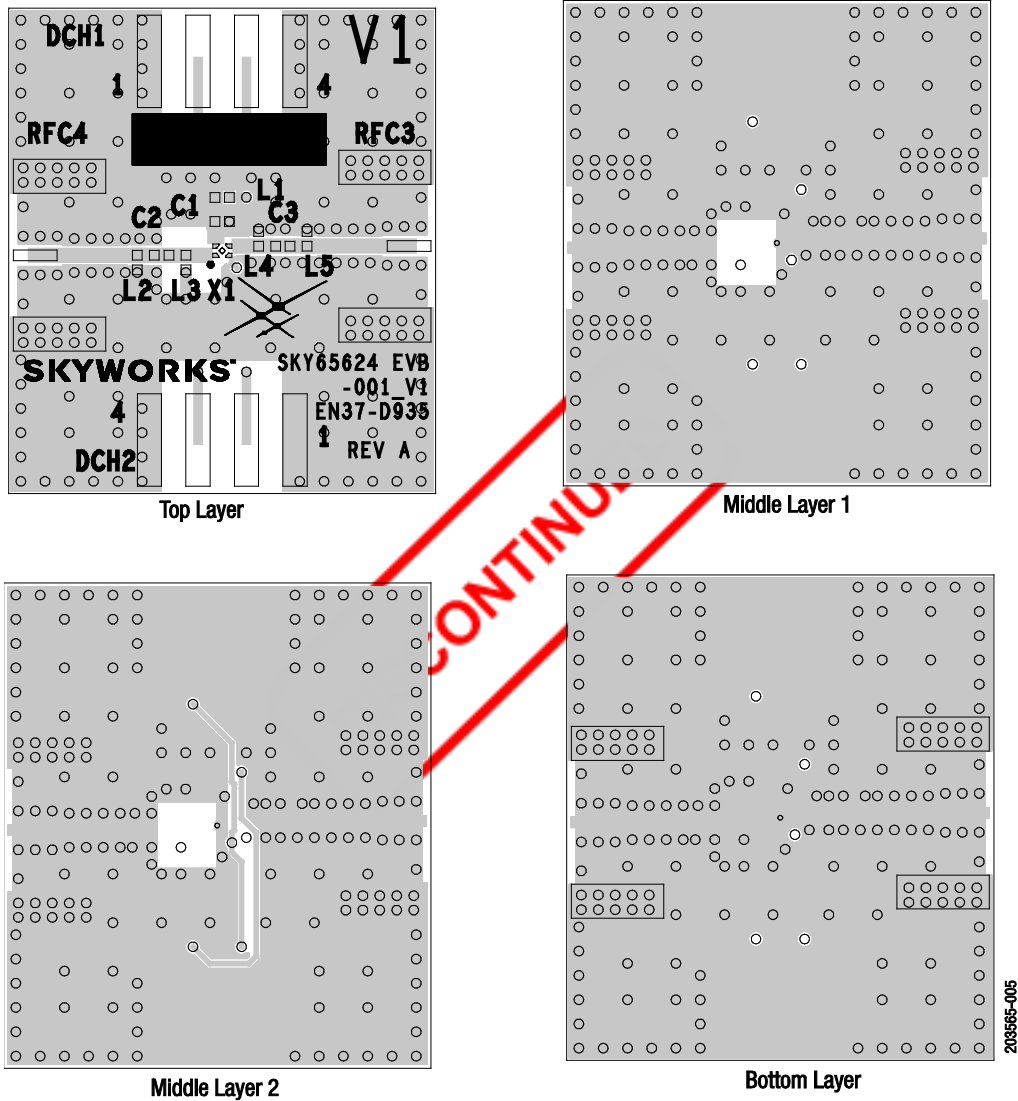 DCH1
V1
1
4
RFC4
RFC3
L1
C1
C2
C3
L4
L5
L2
L3
X1
SKYWORKS
SKY65624 EVB
-001_V1
EN37-D935
4
1
REV A
DCH2
Top Layer
Middle Layer 1
CONTINU
Middle Layer 2
Bottom Layer
203565-005